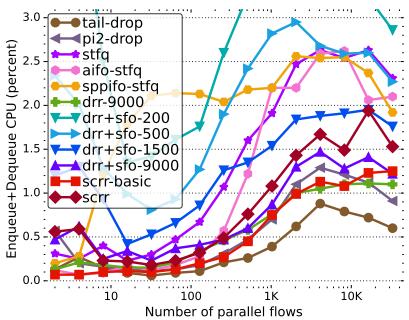 Enqueue+Dequeue CPU (percent)
3.0
2.5
2.0
1.5
1.0
0.5
0.0
tail-drop
pi2-drop
stfq
aifo-stfq
sppifo-stfq
drr-9000
drr+sfo-200
drr+sfo-500
drr+sfo-1500
drr+sfo-9000
scrr-basic
scrr
10
100
1K
10K
Number of parallel flows